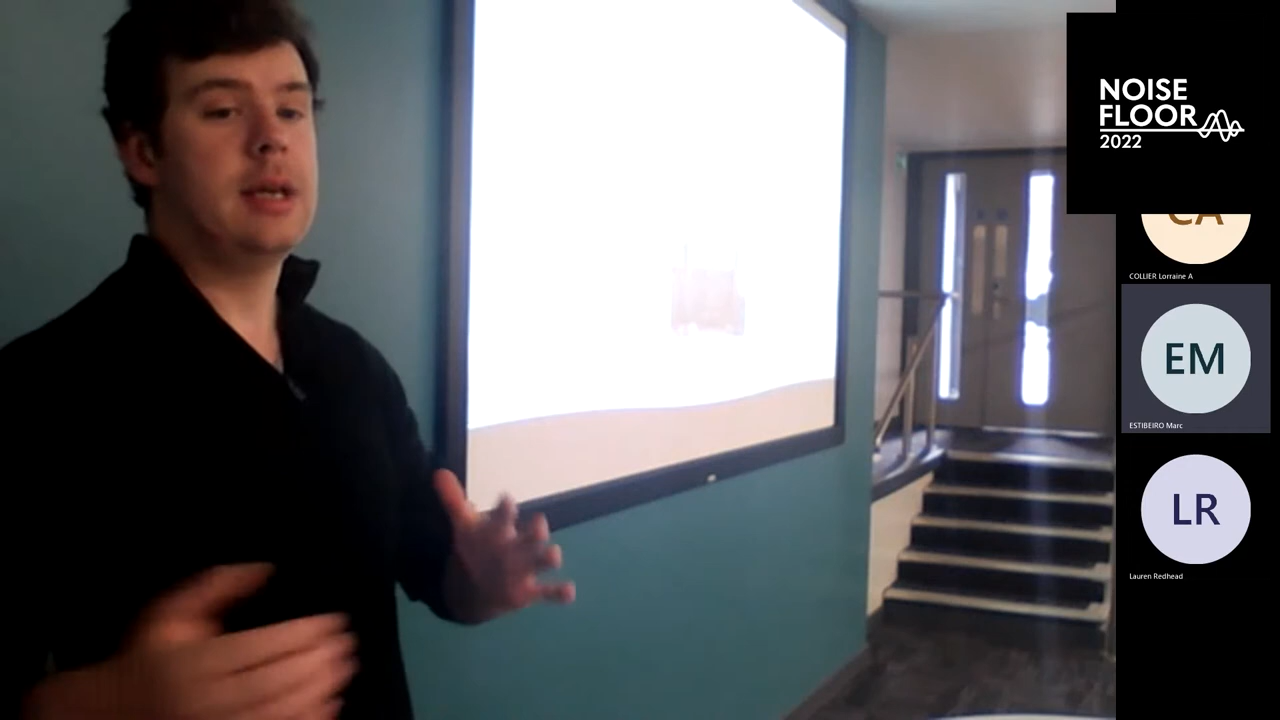 NOISE
FLOOR
2022
CA
COLLIER Lorraine A
EM
ESTIBEIRO Marc
LR
Lauren Redhead